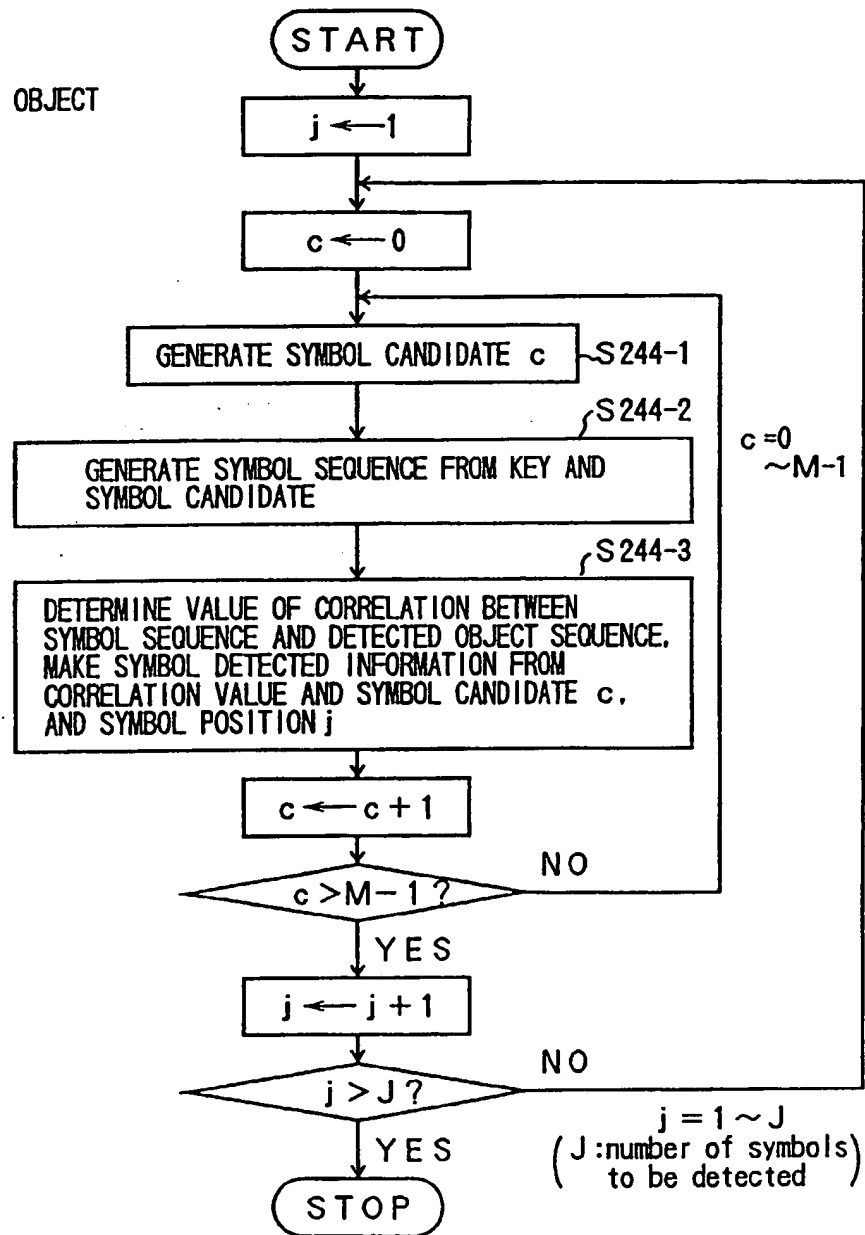 START
OBJECT
j ← 1
c ← 0
GENERATE SYMBOL CANDIDATE c
S244-1
S244-2
c=0
~M-1
GENERATE SYMBOL SEQUENCE FROM KEY AND
SYMBOL CANDIDATE
S244-3
DETERMINE VALUE OF CORRELATION BETWEEN
SYMBOL SEQUENCE AND DETECTED OBJECT SEQUENCE.
MAKE SYMBOL DETECTED INFORMATION FROM
CORRELATION VALUE AND SYMBOL CANDIDATE c,
AND SYMBOL POSITION j
c ← c+1
NO
c>M-1?
YES
j ← j+1
NO
j>J?
j=1~J
YES
(J:number of symbols
to be detected)
STOP